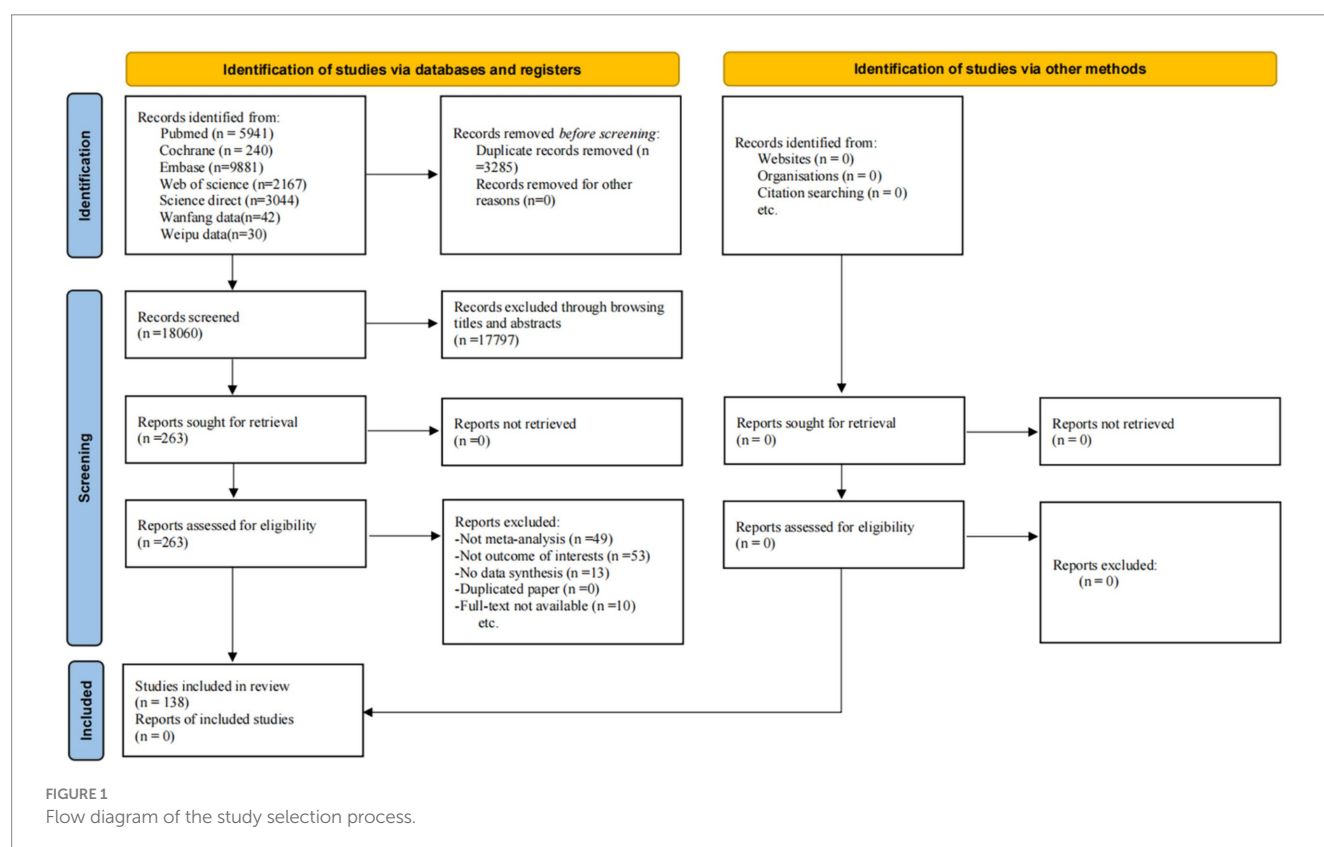 Identification of studies via databases and registers
Identification of studies via other methods
Identification
Records identified from:
Pubmed (n = 5941)
Cochrane (n = 240)
Embase (n=9881)
Web of science (n=2167)
Science direct (n=3044)
Wanfang data(n=42)
Weipu data(n=30)
Records removed before screening:
Duplicate records removed (n
=3285)
Records removed for other
reasons (n=0)
Records identified from:
Websites (n = 0)
Organisations (n = 0)
Citation searching (n = 0)
etc.
Screening
Records screened
(n =18060)
Records excluded through browsing
titles and abstracts
(n =17797)
Reports sought for retrieval
(n =263)
Reports not retrieved
(n =0)
Reports sought for retrieval
(n = 0)
Reports not retrieved
(n = 0)
Reports assessed for eligibility
(n =263)
Reports excluded:
-Not meta-analysis (n =49)
-Not outcome of interests (n =53)
-No data synthesis (n =13)
-Duplicated paper (n =0)
-Full-text not available (n =10)
etc.
Reports assessed for eligibility
(n = 0)
Reports excluded:
(n = 0)
Included
Studies included in review
(n = 138)
Reports of included studies
(n = 0)
FIGURE 1
Flow diagram of the study selection process.